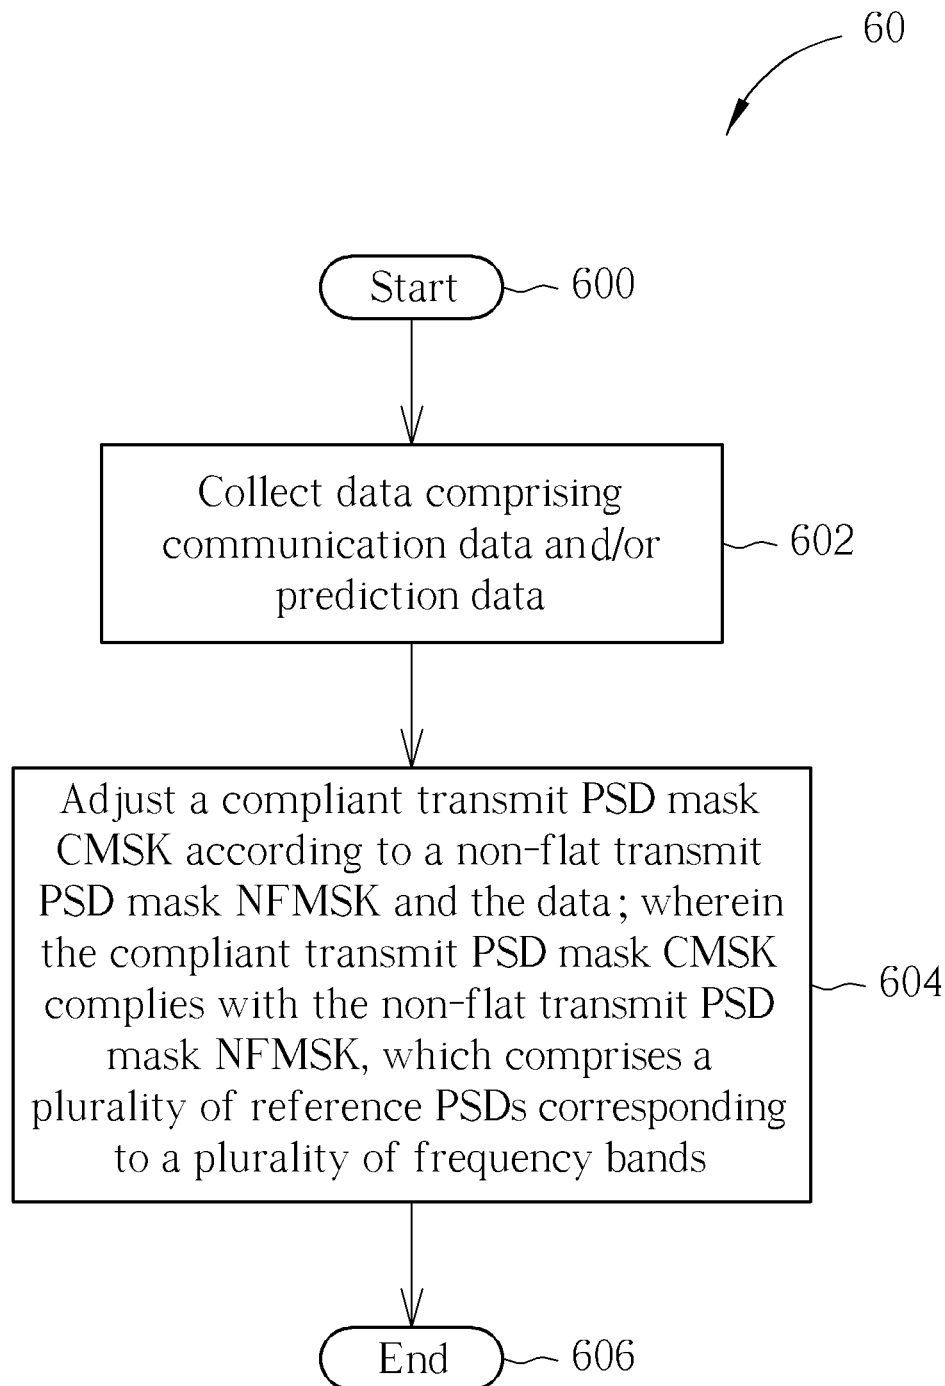 60
Start
600
Collect data comprising
communication data and/or
prediction data
602
Adjust a compliant transmit PSD mask
CMSK according to a non-flat transmit
PSD mask NFMSK and the data; wherein
the compliant transmit PSD mask CMSK
complies with the non-flat transmit PSD
mask NFMSK, which comprises a
plurality of reference PSDs corresponding
to a plurality of frequency bands
604
End
606